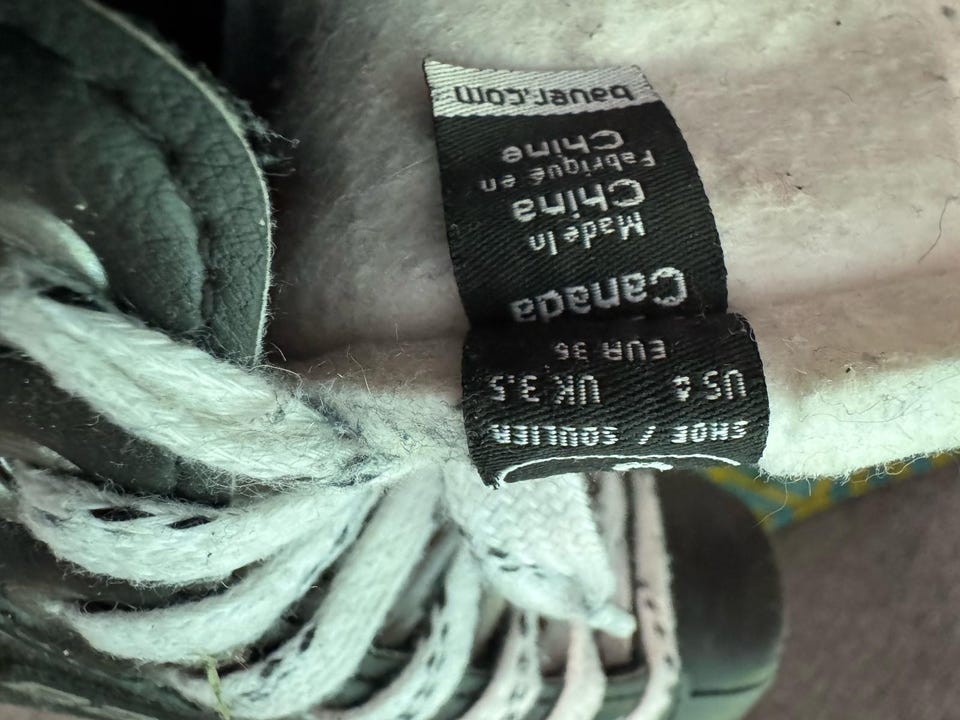 SHOE / SOULIER
US 4 UK 3.5
EUR 36
Canada
Made In
China
Fabriqué en
Chine
bauer.com